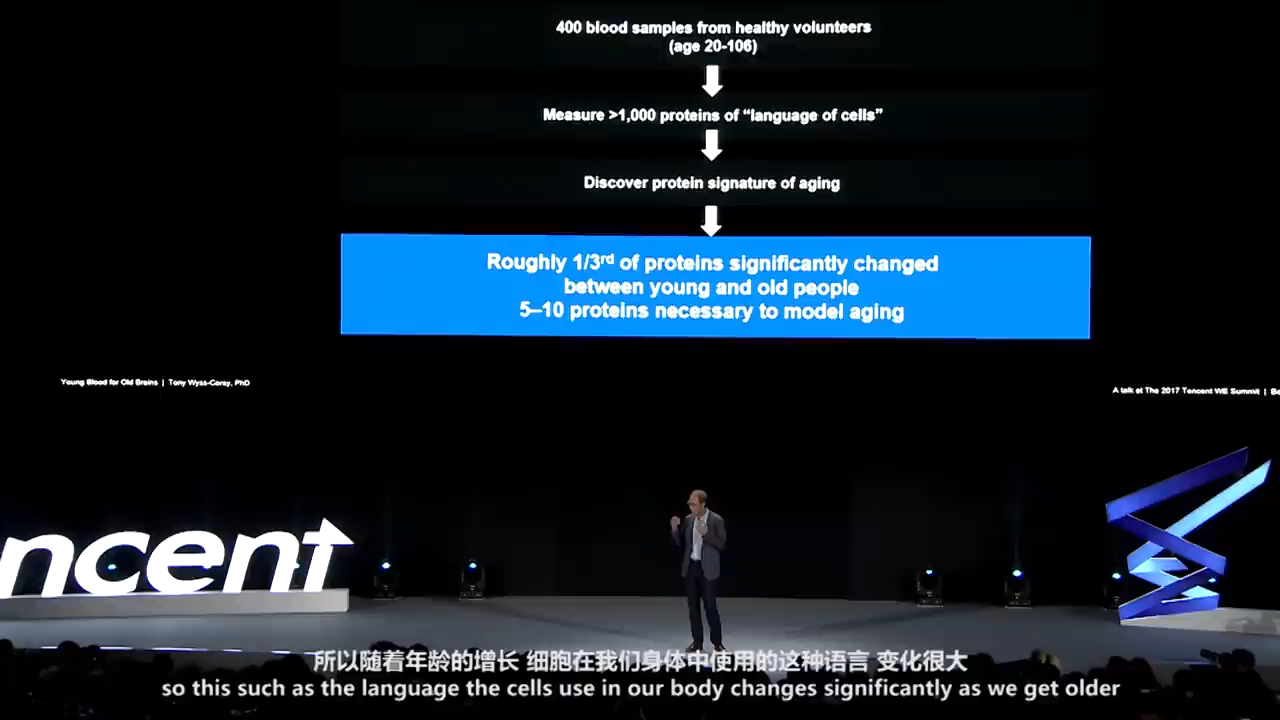 400 blood samples from healthy volunteers
(age 20-106)
Measure >1,000 proteins of “language of cells”
Discover protein signature of aging
Roughly 1/3rd of proteins significantly changed
between young and old people
5–10 proteins necessary to model aging
Young Blood for Old Brains | Tony Wyss-Coray, PhD
A talk at The 2017 Tencent WE Summit | Be
ncent
所以随着年龄的增长 细胞在我们身体中使用的这种语言 变化很大
so this such as the language the cells use in our body changes significantly as we get older